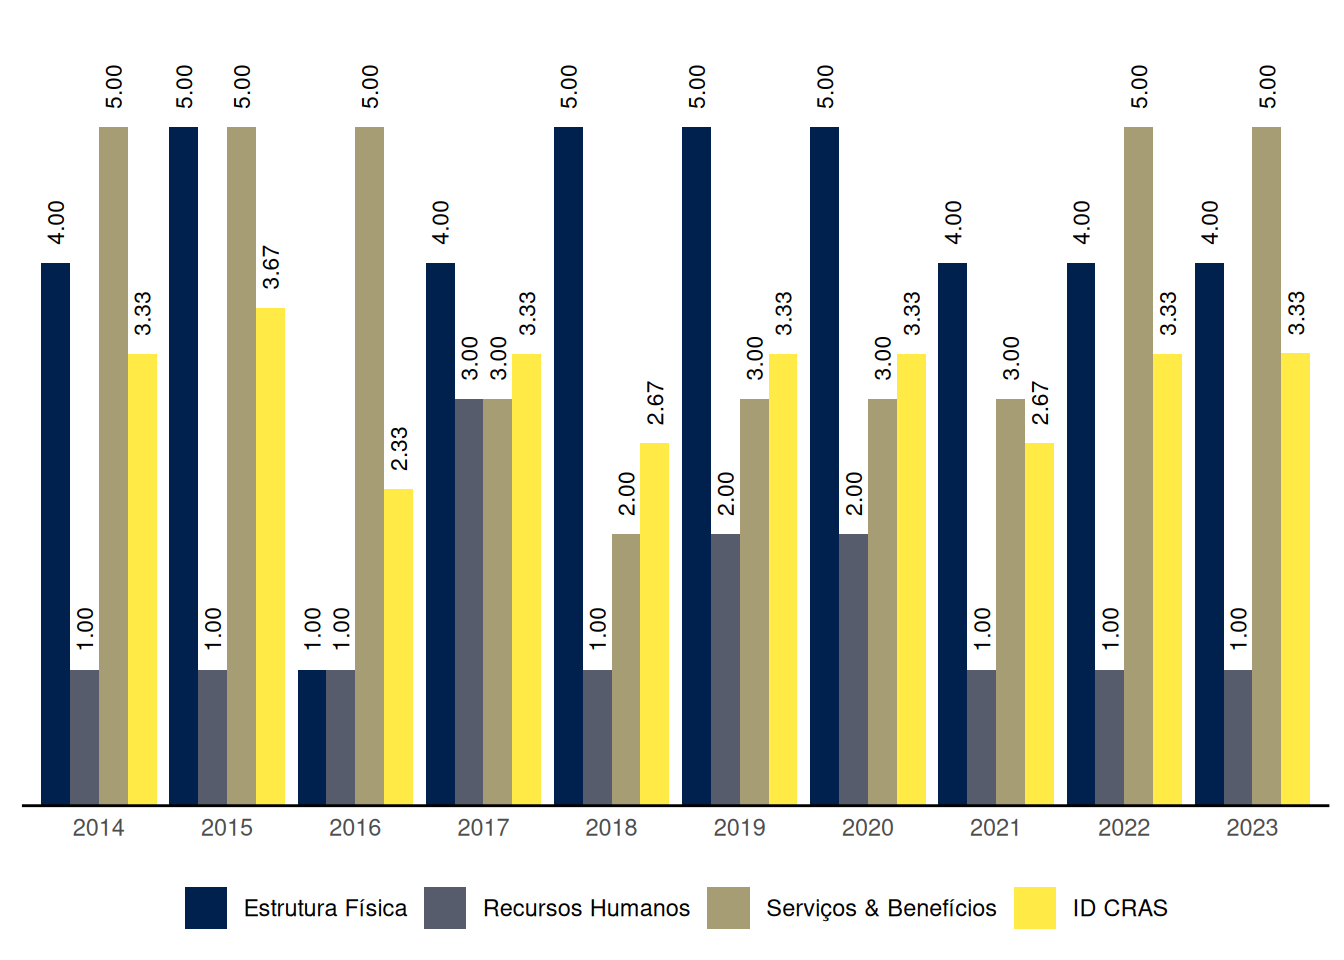 5.00 5.00 5.00 5.00 5.00 5.00 5.00 5.00 5.00
4.00 4.00 4.00 4.00 4.00
3.67
3.33 3.33 3.33 3.33 3.33 3.33
3.00 3.00 3.00 3.00 3.00
2.67 2.67
2.33
2.00 2.00 2.00
1.00 1.00 1.00 1.00 1.00 1.00 1.00 1.00
2014 2015 2016 2017 2018 2019 2020 2021 2022 2023
Estrutura Física Recursos Humanos Serviços & Benefícios ID CRAS